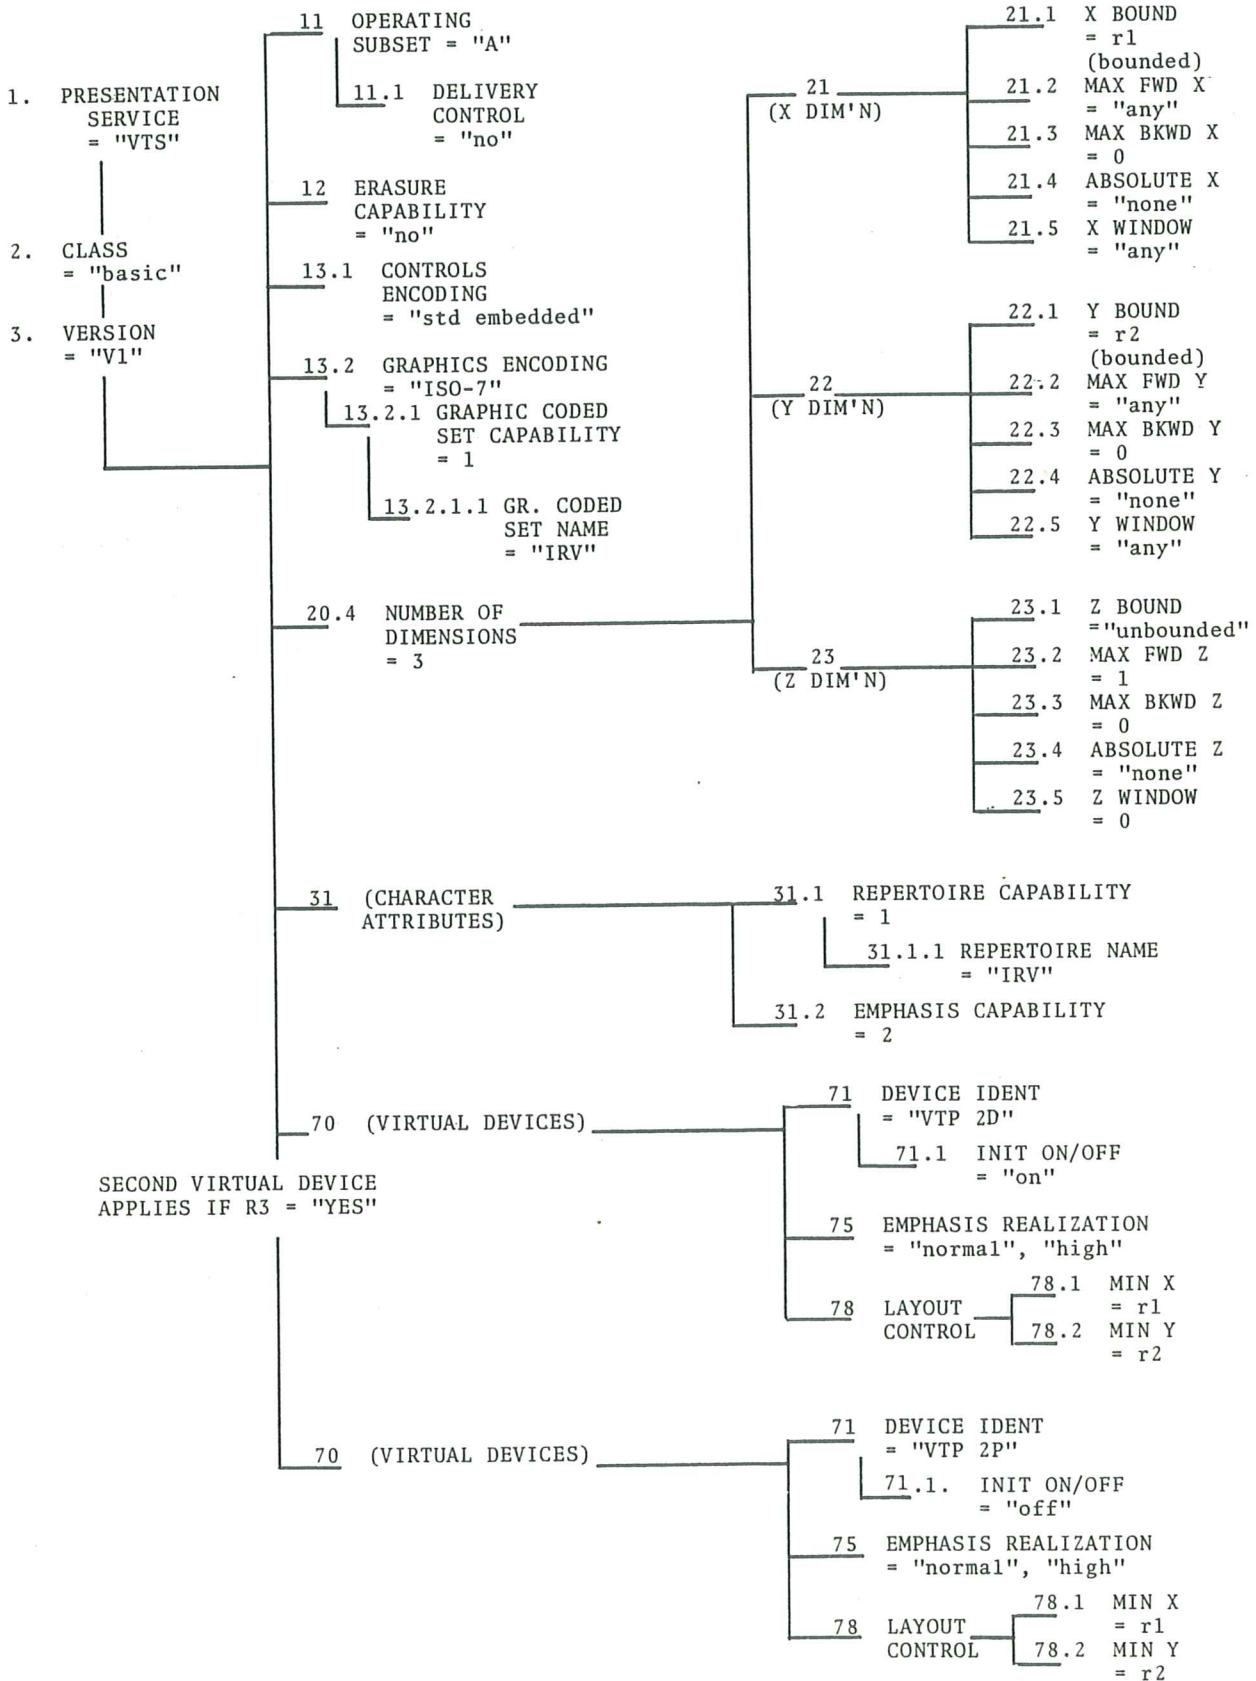 1. PRESENTATION
SERVICE
= "VTS"
2. CLASS
= "basic"
3. VERSION
= "V1"
11 OPERATING
SUBSET = "A"
11.1 DELIVERY
CONTROL
= "no"
12 ERASURE
CAPABILITY
= "no"
13.1 CONTROLS
ENCODING
= "std embedded"
13.2 GRAPHICS ENCODING
= "ISO-7"
13.2.1 GRAPHIC CODED
SET CAPABILITY
= 1
13.2.1.1 GR. CODED
SET NAME
= "IRV"
20.4 NUMBER OF
DIMENSIONS
= 3
21
(X DIM'N)
21.1 X BOUND
= r1
(bounded)
21.2 MAX FWD X
= "any"
21.3 MAX BKWD X
= 0
21.4 ABSOLUTE X
= "none"
21.5 X WINDOW
= "any"
22
(Y DIM'N)
22.1 Y BOUND
= r2
(bounded)
22.2 MAX FWD Y
= "any"
22.3 MAX BKWD Y
= 0
22.4 ABSOLUTE Y
= "none"
22.5 Y WINDOW
= "any"
23
(Z DIM'N)
23.1 Z BOUND
="unbounded"
23.2 MAX FWD Z
= 1
23.3 MAX BKWD Z
= 0
23.4 ABSOLUTE Z
= "none"
23.5 Z WINDOW
= 0
31 (CHARACTER
ATTRIBUTES)
31.1 REPERTOIRE CAPABILITY
= 1
31.1.1 REPERTOIRE NAME
= "IRV"
31.2 EMPHASIS CAPABILITY
= 2
70 (VIRTUAL DEVICES)
71 DEVICE IDENT
= "VTP 2D"
71.1 INIT ON/OFF
= "on"
75 EMPHASIS REALIZATION
= "normal", "high"
78 LAYOUT
CONTROL
78.1 MIN X
= r1
78.2 MIN Y
= r2
SECOND VIRTUAL DEVICE
APPLIES IF R3 = "YES"
70 (VIRTUAL DEVICES)
71 DEVICE IDENT
= "VTP 2P"
71.1. INIT ON/OFF
= "off"
75 EMPHASIS REALIZATION
= "normal", "high"
78 LAYOUT
CONTROL
78.1 MIN X
= r1
78.2 MIN Y
= r2